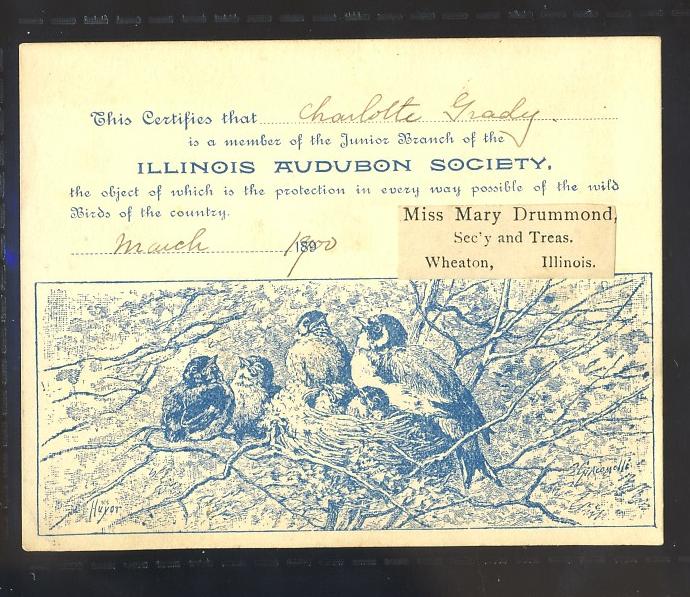 This Certifies that Charlotte Grady
is a member of the Junior Branch of the
ILLINOIS AUDUBON SOCIETY,
the object of which is the protection in every way possible of the wild
Birds of the country.
March 1900
Miss Mary Drummond,
Sec'y and Treas.
Wheaton, Illinois.
Huyot
Giacomelli